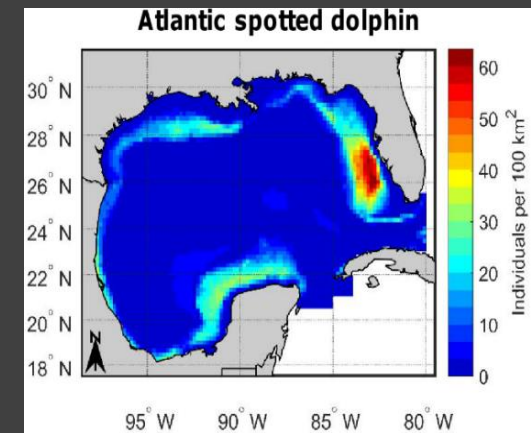 Atlantic spotted dolphin
30° N
28° N
26° N
24° N
22° N
20° N
18° N
N
95° W
90° W
85° W
80° W
60
50
40
30
20
10
0
Individuals per 100 km²